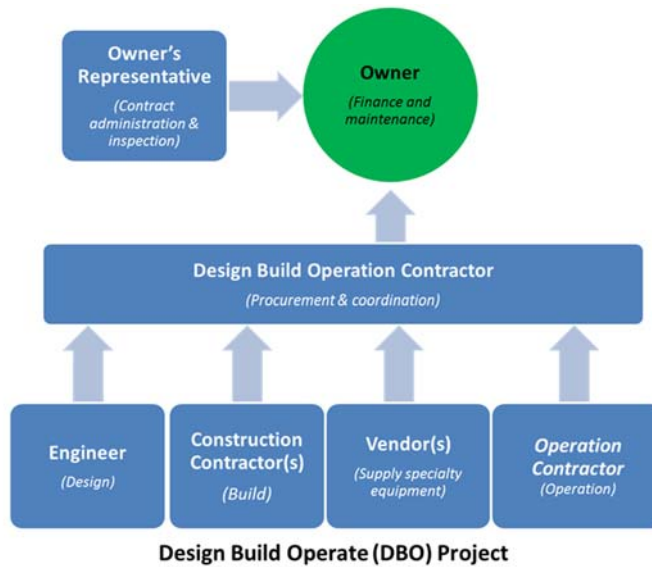 Owner's
Representative
(Contract
administration &
inspection)
Owner
(Finance and
maintenance)
Design Build Operation Contractor
(Procurement & coordination)
Engineer
(Design)
Construction
Contractor(s)
(Build)
Vendor(s)
(Supply specialty
equipment)
Operation
Contractor
(Operation)
Design Build Operate (DBO) Project